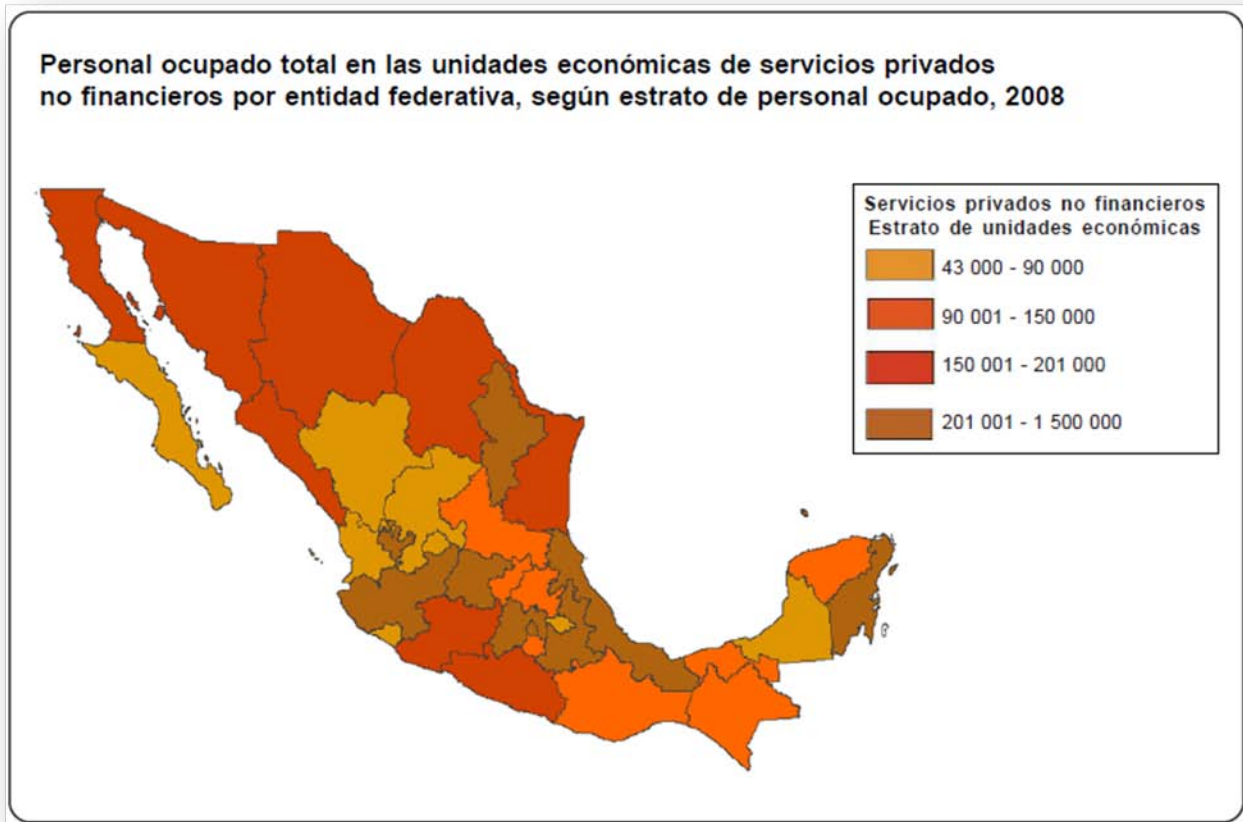 Personal ocupado total en las unidades económicas de servicios privados
no financieros por entidad federativa, según estrato de personal ocupado, 2008
Servicios privados no financieros
Estrato de unidades económicas
43 000 - 90 000
90 001 - 150 000
150 001 - 201 000
201 001 - 1 500 000